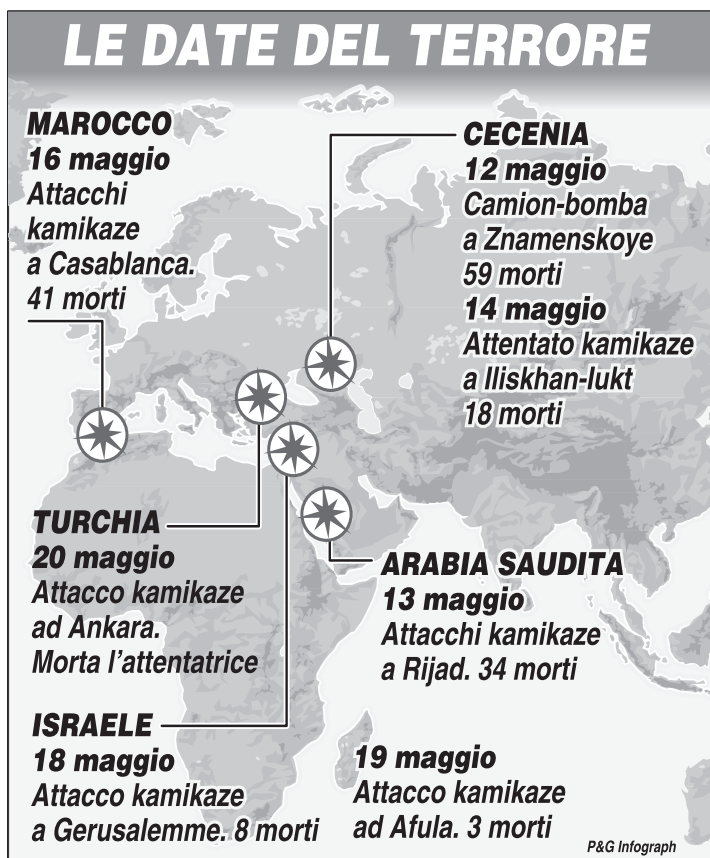 LE DATE DEL TERRORE
MAROCCO
16 maggio
Attacchi
kamikaze
a Casablanca.
41 morti
CECENIA
12 maggio
Camion-bomba
a Znamenskoye
59 morti
14 maggio
Attentato kamikaze
a Iliskhan-Iukt
18 morti
TURCHIA
20 maggio
Attacco kamikaze
ad Ankara.
Morta l'attentatrice
ARABIA SAUDITA
13 maggio
Attacchi kamikaze
a Rijad. 34 morti
ISRAELE
18 maggio
Attacco kamikaze
a Gerusalemme. 8 morti
19 maggio
Attacco kamikaze
ad Afula. 3 morti
P&G Infograph